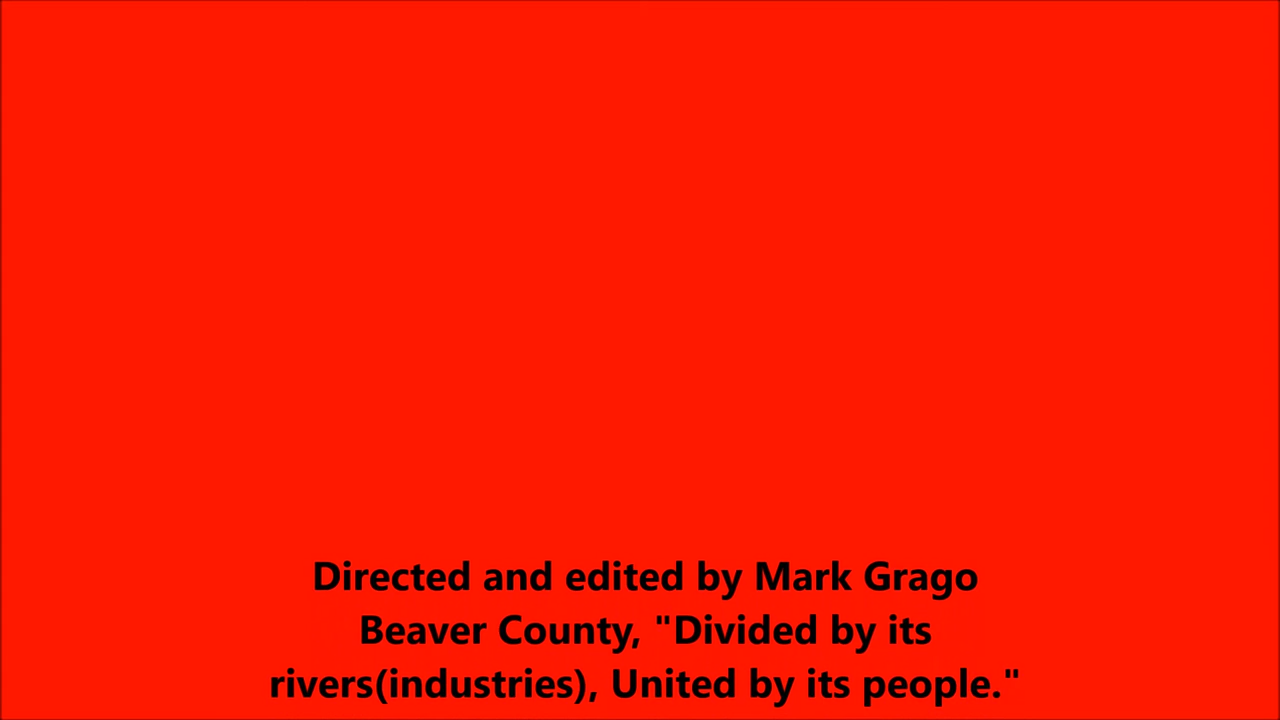 Directed and edited by Mark Grago
Beaver County, "Divided by its
rivers(industries), United by its people."